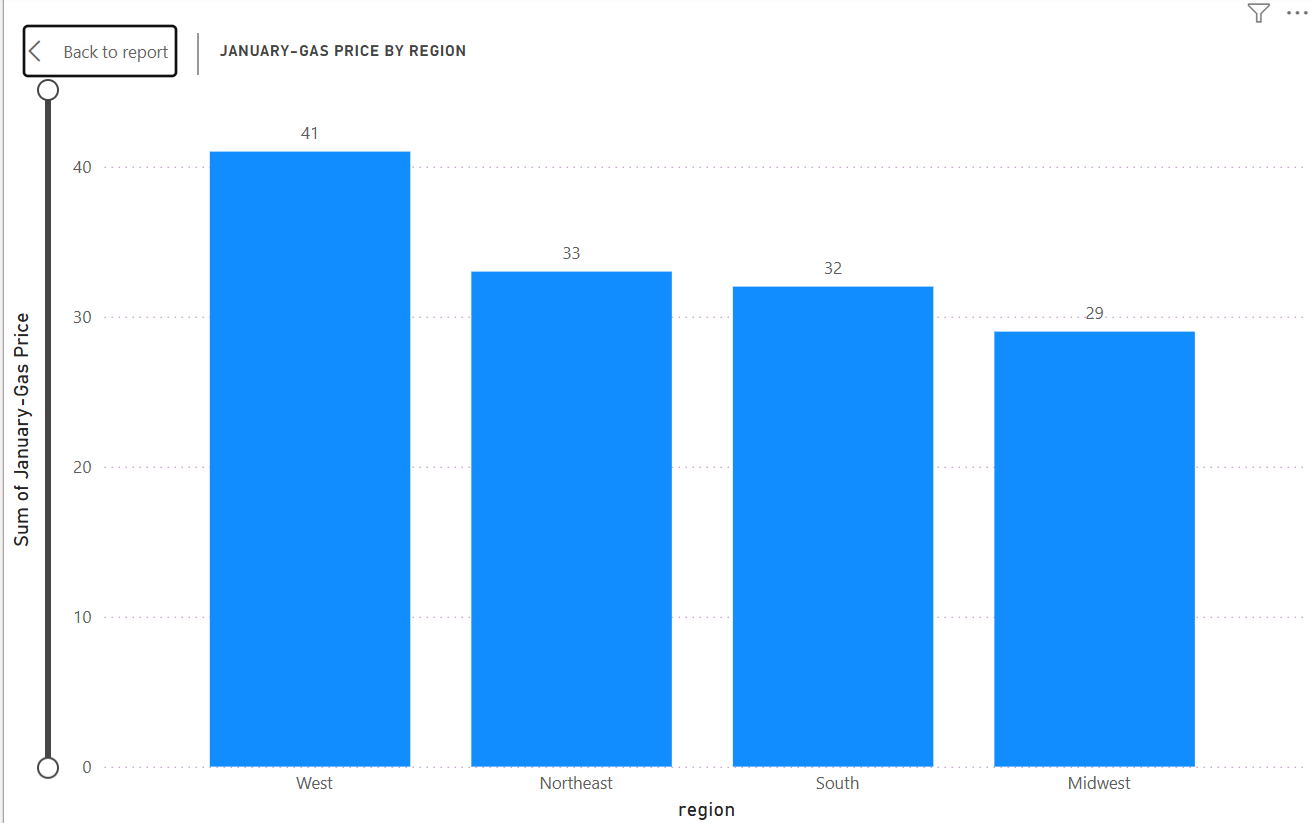 Back to report
JANUARY-GAS PRICE BY REGION
Sum of January-Gas Price
40
30
20
10
0
41
33
32
29
West Northeast South Midwest
region